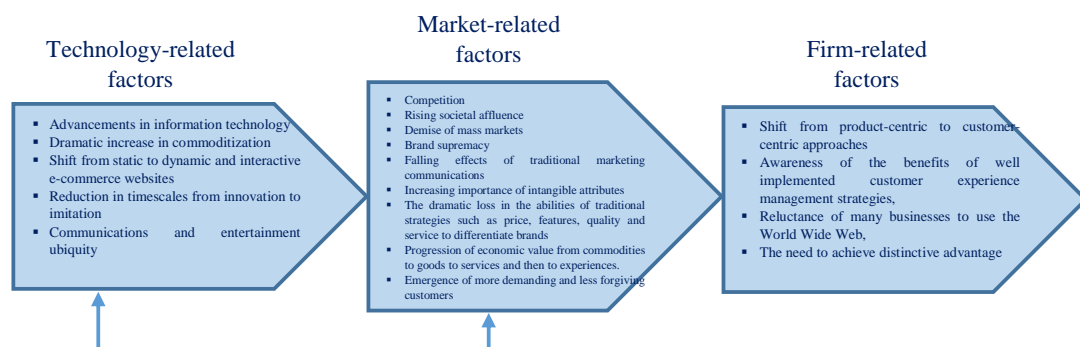 Technology-related
factors
▪ Advancements in information technology
▪ Dramatic increase in commoditization
▪ Shift from static to dynamic and interactive
e-commerce websites
▪ Reduction in timescales from innovation to
imitation
▪ Communications and entertainment
ubiquity
Market-related
factors
▪ Competition
▪ Rising societal affluence
▪ Demise of mass markets
▪ Brand supremacy
▪ Falling effects of traditional marketing
communications
▪ Increasing importance of intangible attributes
▪ The dramatic loss in the abilities of traditional
strategies such as price, features, quality and
service to differentiate brands
▪ Progression of economic value from commodities
to goods to services and then to experiences.
▪ Emergence of more demanding and less forgiving
customers
Firm-related
factors
▪ Shift from product-centric to customer-
centric approaches
▪ Awareness of the benefits of well
implemented customer experience
management strategies,
▪ Reluctance of many businesses to use the
World Wide Web,
▪ The need to achieve distinctive advantage